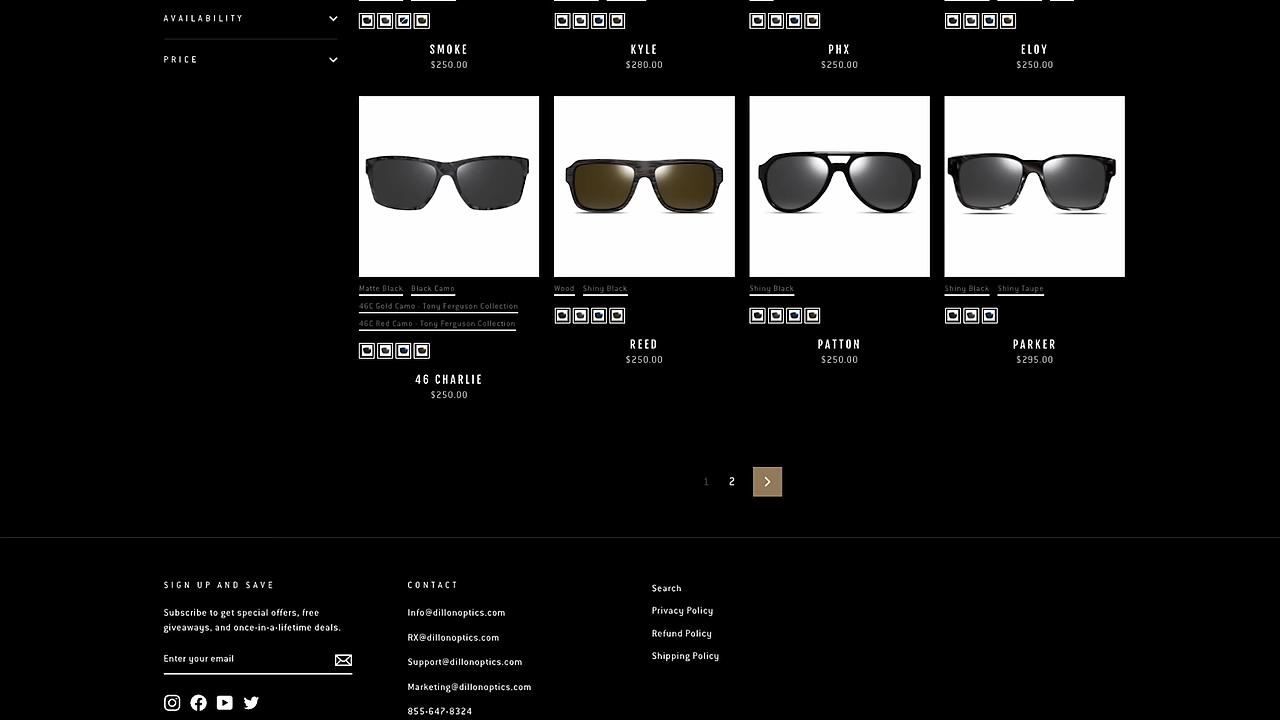 AVAILABILITY
PRICE
SMOKE
$250.00
KYLE
$280.00
PHX
$250.00
ELOY
$250.00
Matte Black Black Camo
46C Gold Camo - Tony Ferguson Collection
46C Red Camo - Tony Ferguson Collection
46 CHARLIE
$250.00
Wood Shiny Black
REED
$250.00
Shiny Black
PATTON
$250.00
Shiny Black Shiny Taupe
PARKER
$295.00
1 2
SIGN UP AND SAVE
Subscribe to get special offers, free
giveaways, and once-in-a-lifetime deals.
Enter your email
CONTACT
Info@dillonoptics.com
RX@dillonoptics.com
Support@dillonoptics.com
Marketing@dillonoptics.com
855-647-8324
Search
Privacy Policy
Refund Policy
Shipping Policy